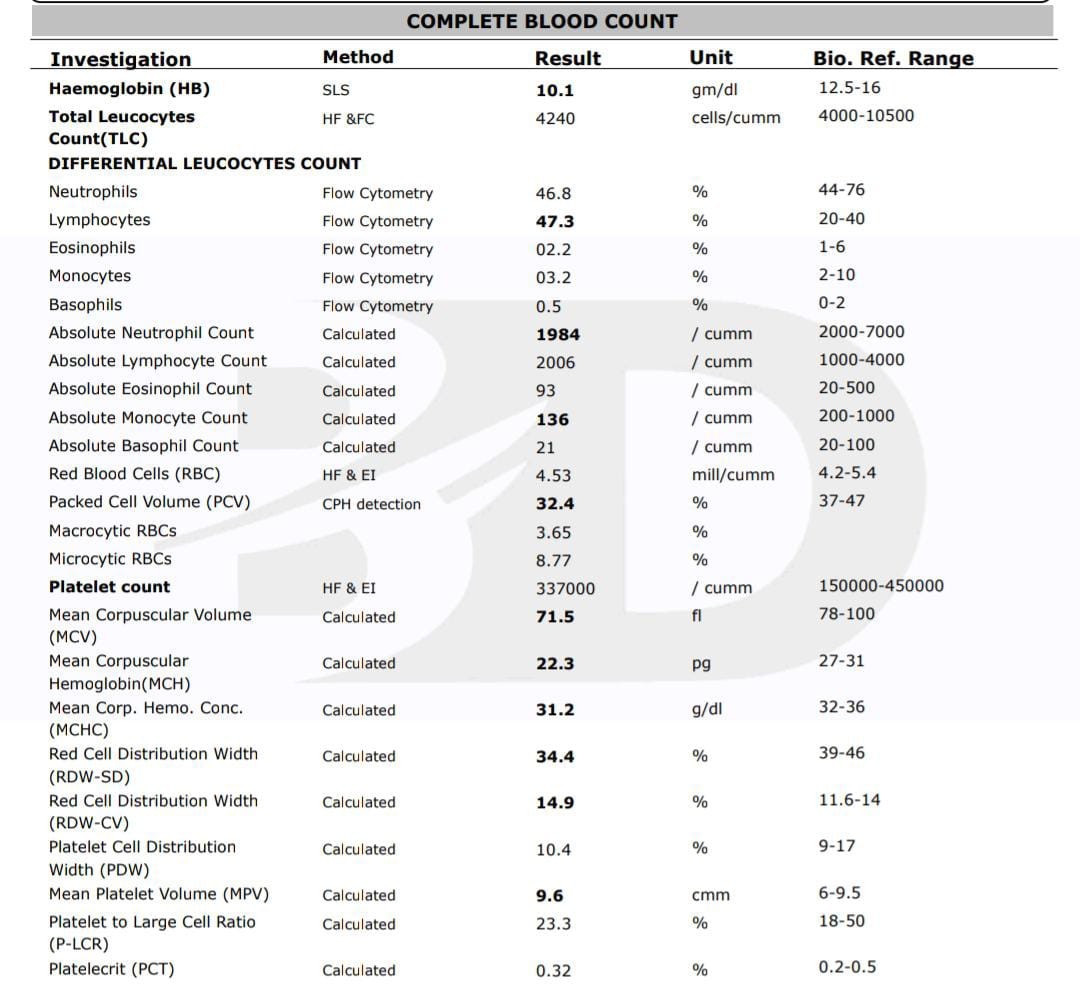 COMPLETE BLOOD COUNT
Investigation Method Result Unit Bio. Ref. Range
Haemoglobin (HB) SLS 10.1 gm/dl 12.5-16
Total Leucocytes HF &FC 4240 cells/cumm 4000-10500
Count(TLC)
DIFFERENTIAL LEUCOCYTES COUNT
Neutrophils Flow Cytometry 46.8 % 44-76
Lymphocytes Flow Cytometry 47.3 % 20-40
Eosinophils Flow Cytometry 02.2 % 1-6
Monocytes Flow Cytometry 03.2 % 2-10
Basophils Flow Cytometry 0.5 % 0-2
Absolute Neutrophil Count Calculated 1984 / cumm 2000-7000
Absolute Lymphocyte Count Calculated 2006 / cumm 1000-4000
Absolute Eosinophil Count Calculated 93 / cumm 20-500
Absolute Monocyte Count Calculated 136 / cumm 200-1000
Absolute Basophil Count Calculated 21 / cumm 20-100
Red Blood Cells (RBC) HF & EI 4.53 mill/cumm 4.2-5.4
Packed Cell Volume (PCV) CPH detection 32.4 % 37-47
Macrocytic RBCs 3.65 %
Microcytic RBCs 8.77 %
Platelet count HF & EI 337000 / cumm 150000-450000
Mean Corpuscular Volume Calculated 71.5 fl 78-100
(MCV)
Mean Corpuscular Calculated 22.3 pg 27-31
Hemoglobin(MCH)
Mean Corp. Hemo. Conc. Calculated 31.2 g/dl 32-36
(MCHC)
Red Cell Distribution Width Calculated 34.4 % 39-46
(RDW-SD)
Red Cell Distribution Width Calculated 14.9 % 11.6-14
(RDW-CV)
Platelet Cell Distribution Calculated 10.4 % 9-17
Width (PDW)
Mean Platelet Volume (MPV) Calculated 9.6 cmm 6-9.5
Platelet to Large Cell Ratio Calculated 23.3 % 18-50
(P-LCR)
Platelecrit (PCT) Calculated 0.32 % 0.2-0.5